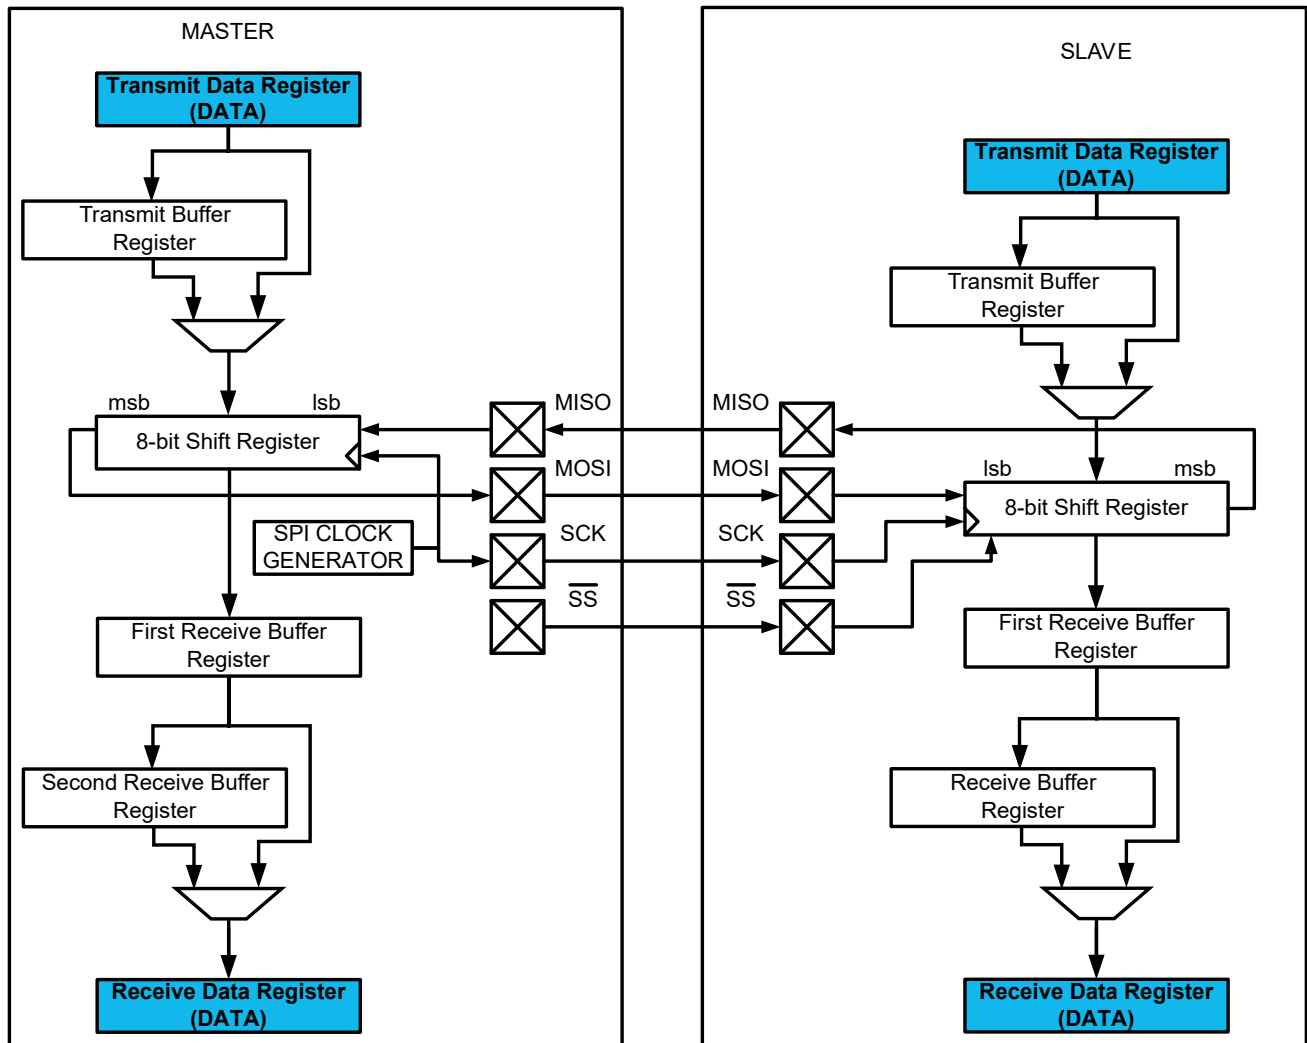 MASTER
Transmit Data Register
(DATA)
Transmit Buffer
Register
msb
lsb
8-bit Shift Register
SPI CLOCK
GENERATOR
First Receive Buffer
Register
Second Receive Buffer
Register
Receive Data Register
(DATA)
MISO
MOSI
SCK
SS
MISO
MOSI
SCK
SS
SLAVE
Transmit Data Register
(DATA)
Transmit Buffer
Register
lsb
msb
8-bit Shift Register
First Receive Buffer
Register
Receive Buffer
Register
Receive Data Register
(DATA)